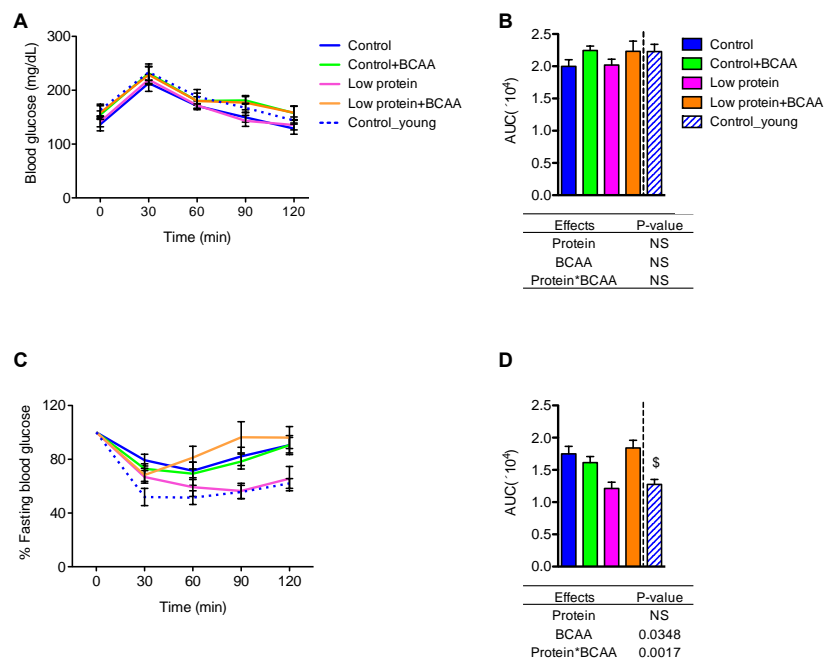 A
300
200
100
0
Blood glucose (mg/dL)
0 30 60 90 120
Time (min)
Control
Control+BCAA
Low protein
Low protein+BCAA
Control_young
B
2.5
2.0
1.5
1.0
0.5
0.0
AUC(´10⁴)
Control
Control+BCAA
Low protein
Low protein+BCAA
Control_young
Effects P-value
Protein NS
BCAA NS
Protein*BCAA NS
C
120
80
40
0
% Fasting blood glucose
0 30 60 90 120
Time (min)
D
2.5
2.0
1.5
1.0
0.5
0.0
AUC(´10⁴)
$
Effects P-value
Protein NS
BCAA 0.0348
Protein*BCAA 0.0017